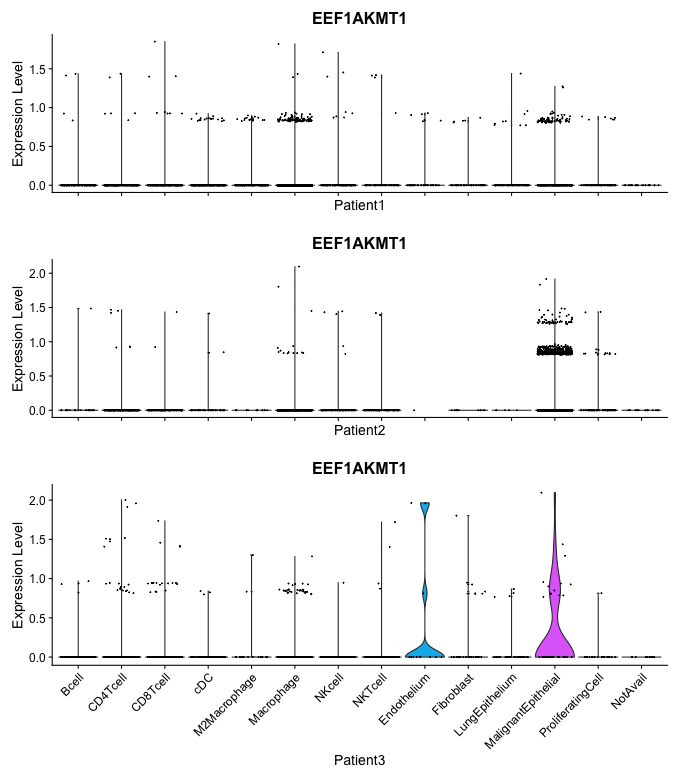 EEF1AKMT1
Expression Level
1.5
1.0
0.5
0.0
Patient1
EEF1AKMT1
Expression Level
2.0
1.5
1.0
0.5
0.0
Patient2
EEF1AKMT1
Expression Level
2.0
1.5
1.0
0.5
0.0
Bcell
CD4Tcell
CD8Tcell
cDC
M2Macrophage
Macrophage
NKcell
NKTcell
Endothelium
Fibroblast
LungEpithelium
MalignantEpithelial
ProliferatingCell
NotAvail
Patient3